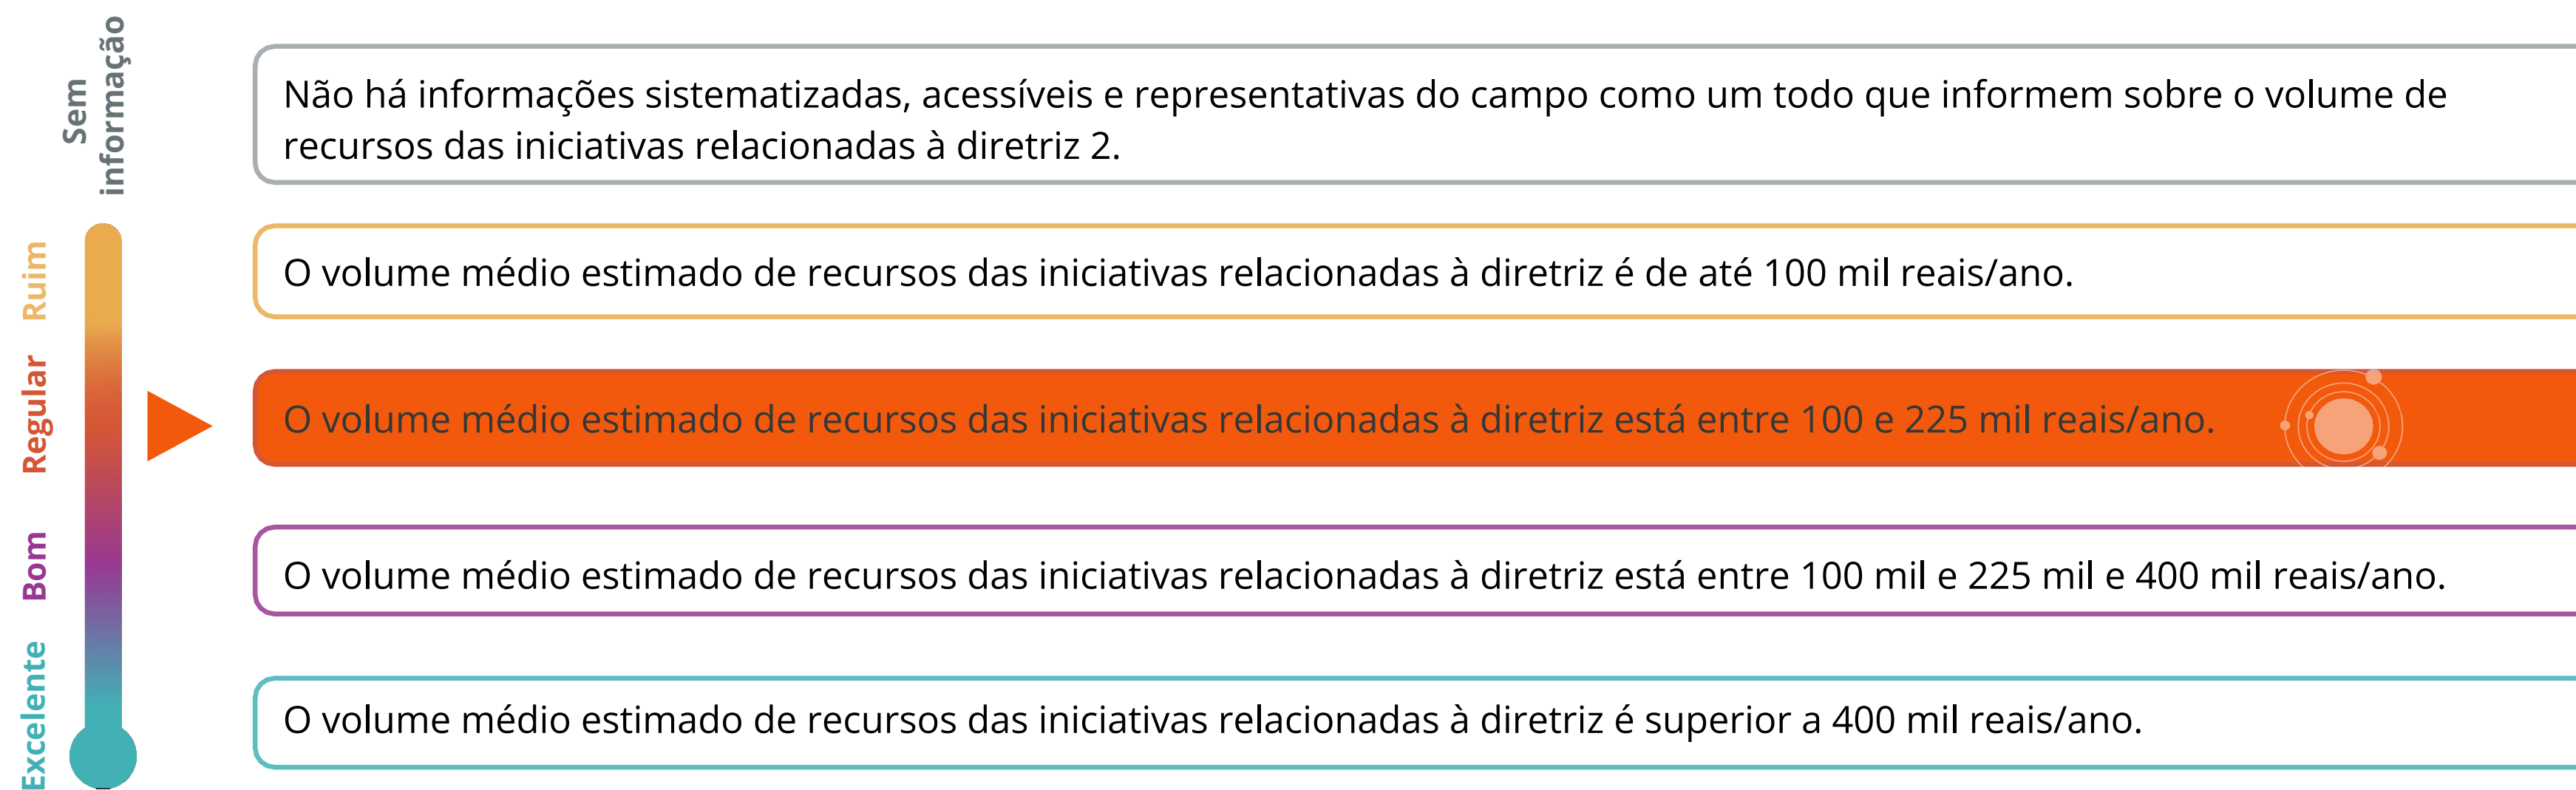 Sem
informação
Não há informações sistematizadas, acessíveis e representativas do campo como um todo que informem sobre o volume de
recursos das iniciativas relacionadas à diretriz 2.
Ruim
O volume médio estimado de recursos das iniciativas relacionadas à diretriz é de até 100 mil reais/ano.
Regular
O volume médio estimado de recursos das iniciativas relacionadas à diretriz está entre 100 e 225 mil reais/ano.
Bom
O volume médio estimado de recursos das iniciativas relacionadas à diretriz está entre 100 mil e 225 mil e 400 mil reais/ano.
Excelente
O volume médio estimado de recursos das iniciativas relacionadas à diretriz é superior a 400 mil reais/ano.